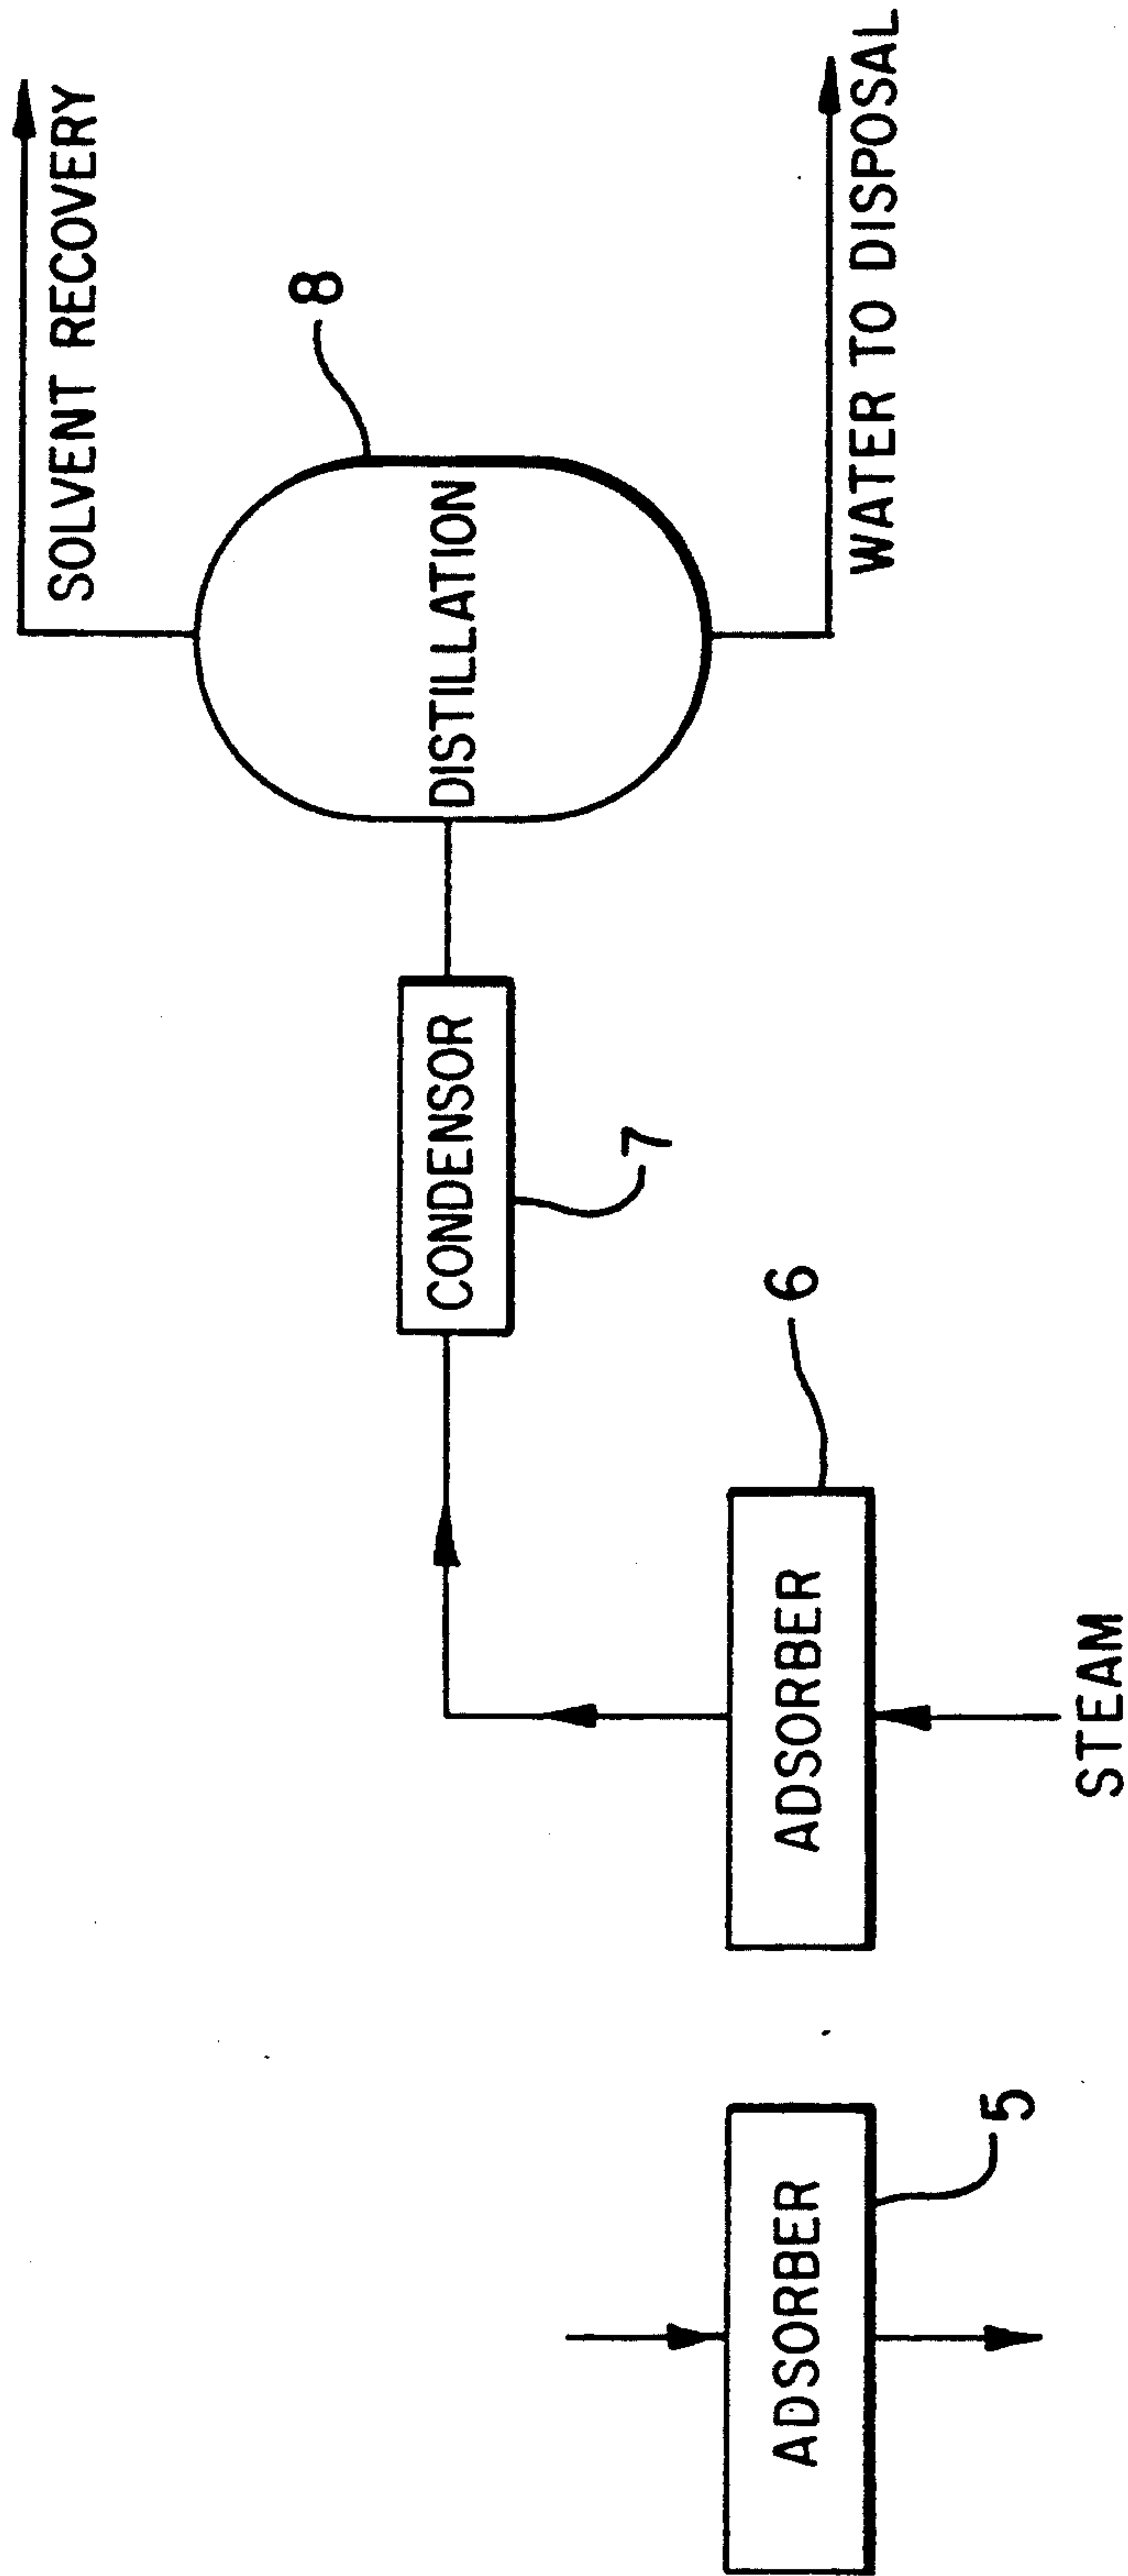 SOLVENT RECOVERY
8
DISTILLATION
WATER TO DISPOSAL
CONDENSOR
7
6
ADSORBER
STEAM
ADSORBER
5